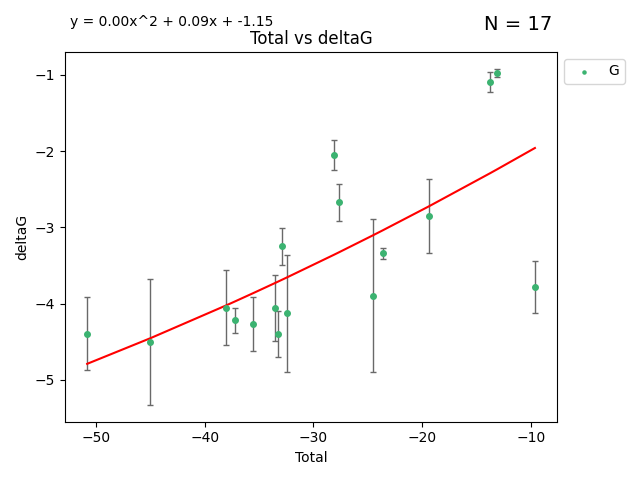 y = 0.00x^2 + 0.09x + -1.15
N = 17
Total vs deltaG
G
−1
−2
−3
−4
−5
deltaG
−50
−40
−30
−20
−10
Total